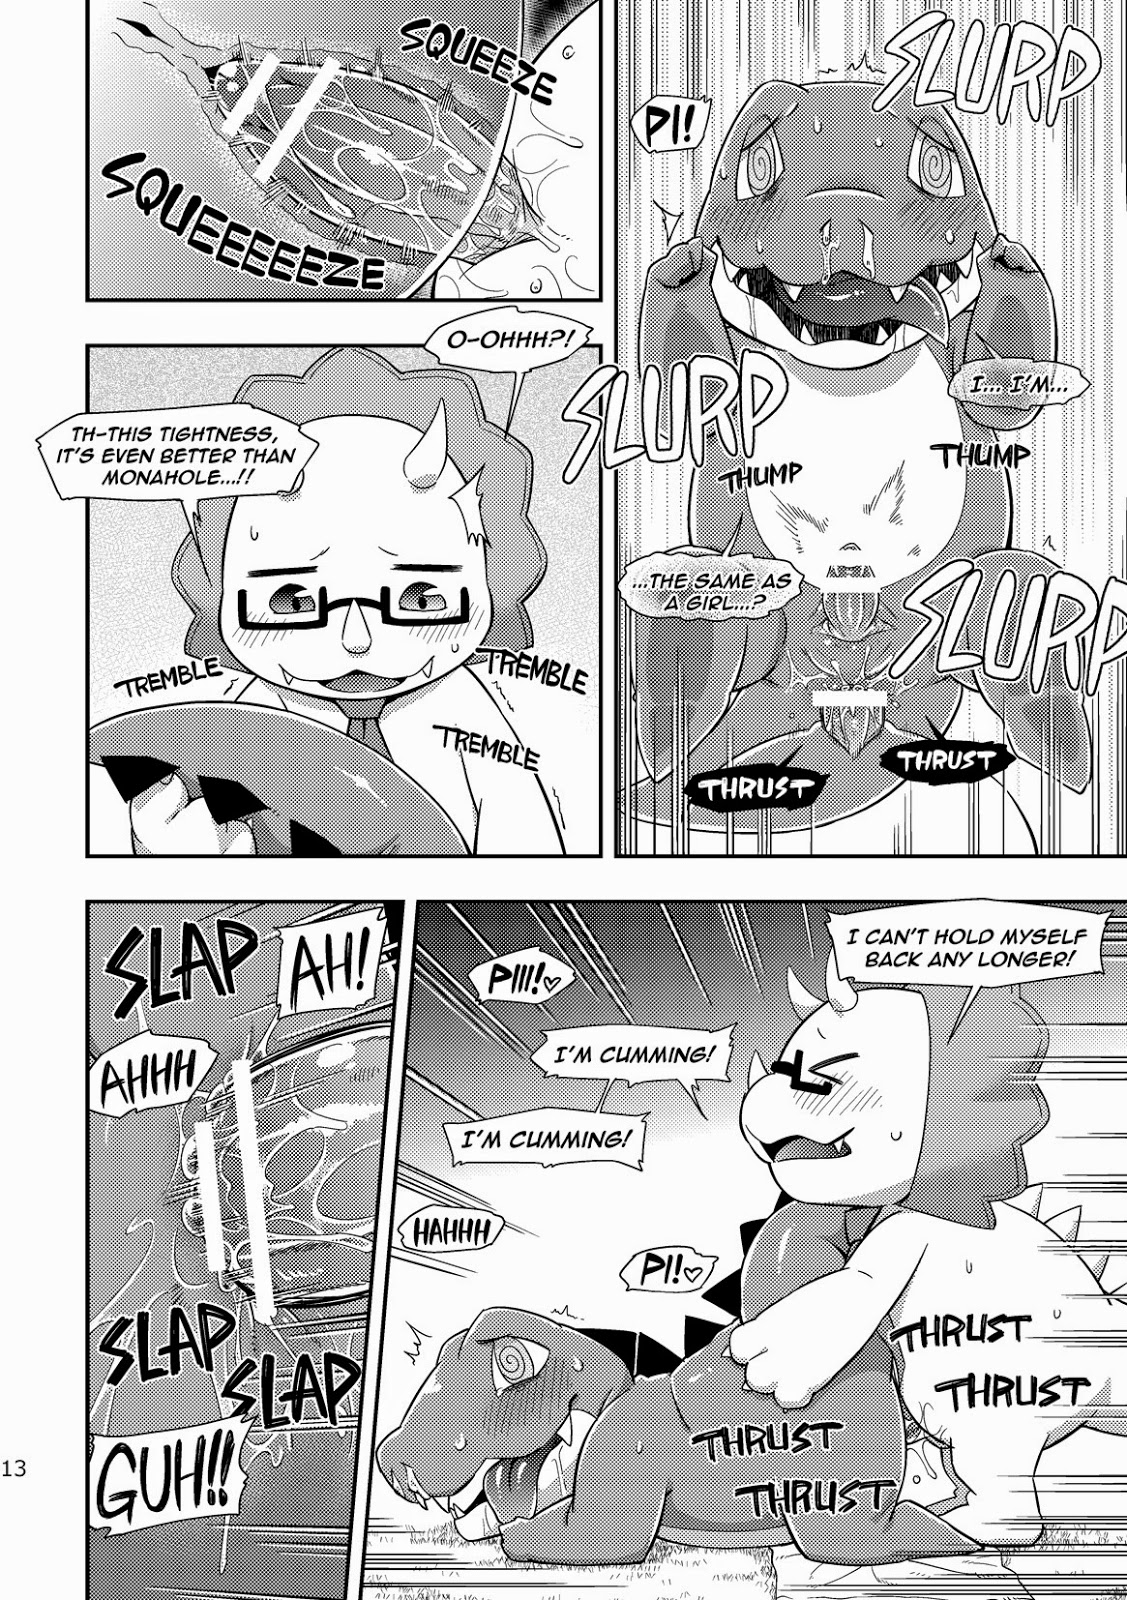 SLURP
PI!
I... I'M...
SLURP
THUMP
THUMP
...THE SAME AS
A GIRL...?
SLURP
THRUST
THRUST
SQUEEZE
SQUEEEEEZE
O-OHHH?!
TH-THIS TIGHTNESS,
IT'S EVEN BETTER THAN
MONAHOLE...!!
TREMBLE
TREMBLE
TREMBLE
I CAN'T HOLD MYSELF
BACK ANY LONGER!
PIII!♥
I'M CUMMING!
I'M CUMMING!
HAHHH
PI!♥
THRUST
THRUST
THRUST
THRUST
SLAP
AH!
AHHH
SLAP
SLAP
GUH!!
13